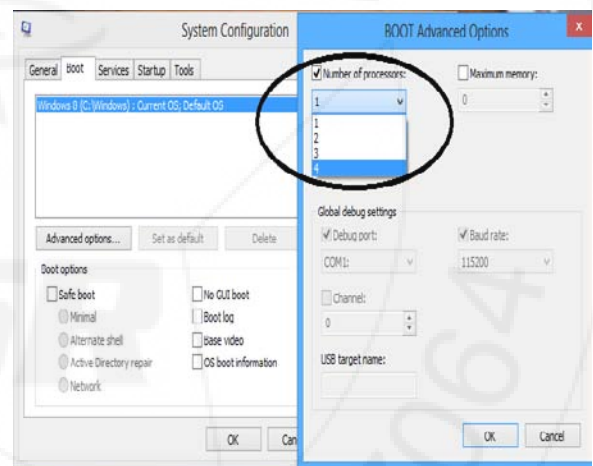 System Configuration
General Boot Services Startup Tools
Windows 8 (C:\Windows) : Current OS; Default OS
Advanced options... Set as default Delete
Boot options
Safe boot
Minimal
Alternate shell
Active Directory repair
Network
No GUI boot
Boot log
Base video
OS boot information
OK Can
BOOT Advanced Options
x
Number of processors: Maximum memory:
1 0
1
2
3
4
Global debug settings
Debug port: Baud rate:
COM1: 115200
Channel:
0
USB target name:
OK Cancel